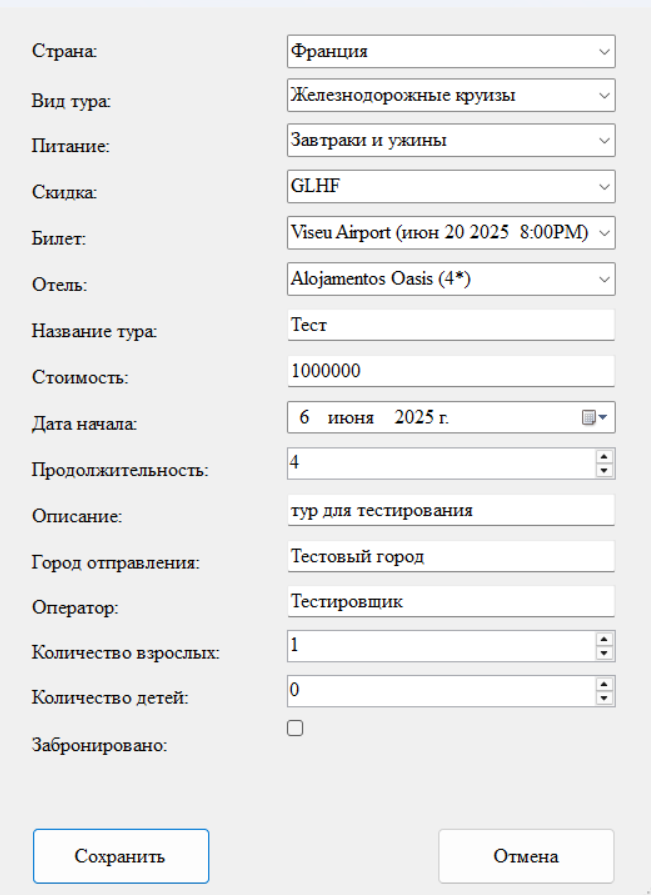 Страна: Франция
Вид тура: Железнодорожные круизы
Питание: Завтраки и ужины
Скидка: GLHF
Билет: Viseu Airport (июн 20 2025  8:00PM)
Отель: Alojamentos Oasis (4*)
Название тура: Тест
Стоимость: 1000000
Дата начала: 6 июня 2025 г.
Продолжительность: 4
Описание: тур для тестирования
Город отправления: Тестовый город
Оператор: Тестировщик
Количество взрослых: 1
Количество детей: 0
Забронировано:
Сохранить Отмена